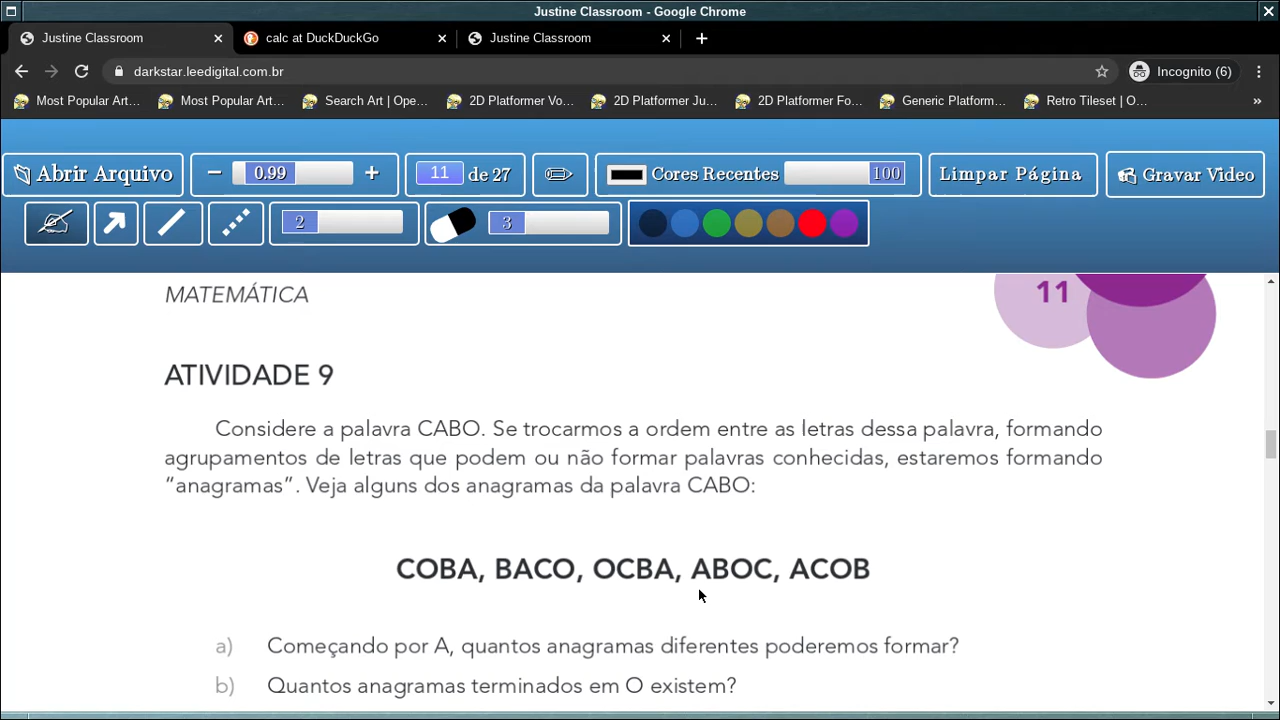 Justine Classroom - Google Chrome
Justine Classroom
calc at DuckDuckGo
Justine Classroom
darkstar.leedigital.com.br
Incognito (6)
Most Popular Art…
Most Popular Art…
Search Art | Ope…
2D Platformer Vo…
2D Platformer Ju…
2D Platformer Fo…
Generic Platform…
Retro Tileset | O…
»
Abrir Arquivo
−
0.99
+
11 de 27
Cores Recentes
100
Limpar Página
Gravar Video
2
3
MATEMÁTICA
11
ATIVIDADE 9
Considere a palavra CABO. Se trocarmos a ordem entre as letras dessa palavra, formando
agrupamentos de letras que podem ou não formar palavras conhecidas, estaremos formando
“anagramas”. Veja alguns dos anagramas da palavra CABO:
COBA, BACO, OCBA, ABOC, ACOB
a) Começando por A, quantos anagramas diferentes poderemos formar?
b) Quantos anagramas terminados em O existem?